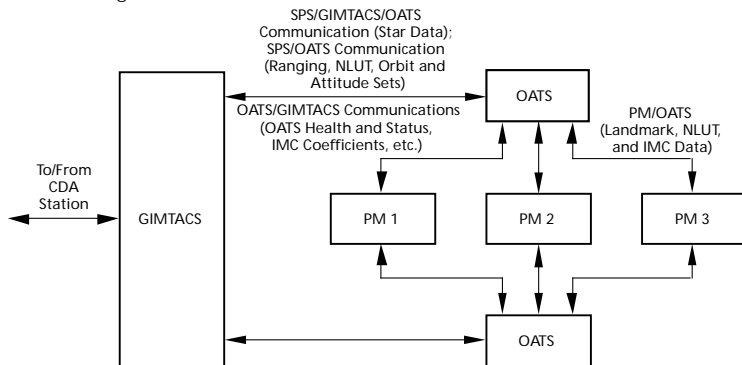 SPS/GIMTACS/OATS
Communication (Star Data);
SPS/OATS Communication
(Ranging, NLUT, Orbit and
Attitude Sets)
OATS
OATS/GIMTACS Communications
(OATS Health and Status,
IMC Coefficients, etc.)
PM/OATS
(Landmark, NLUT,
and IMC Data)
To/From
CDA
Station
GIMTACS
PM 1
PM 2
PM 3
OATS